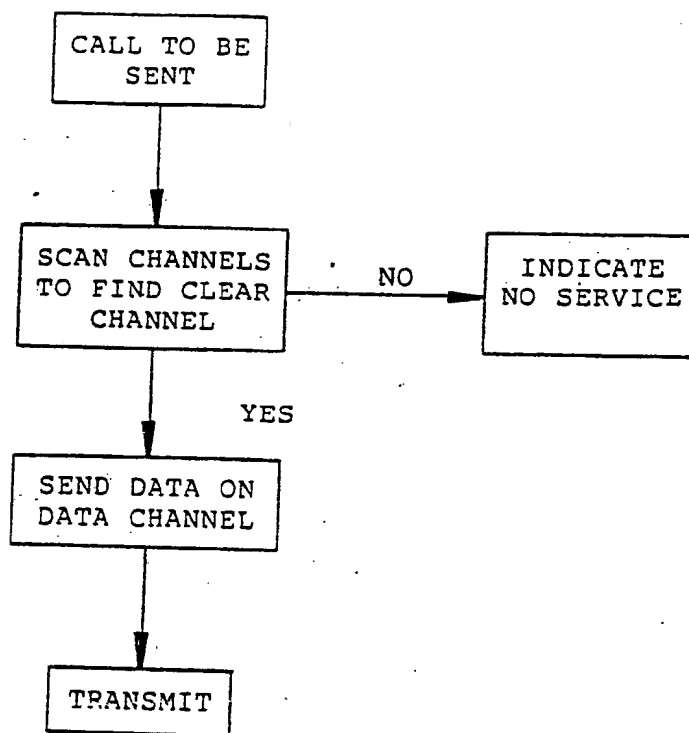 CALL TO BE
SENT
SCAN CHANNELS
TO FIND CLEAR
CHANNEL
NO
INDICATE
NO SERVICE
YES
SEND DATA ON
DATA CHANNEL
TRANSMIT